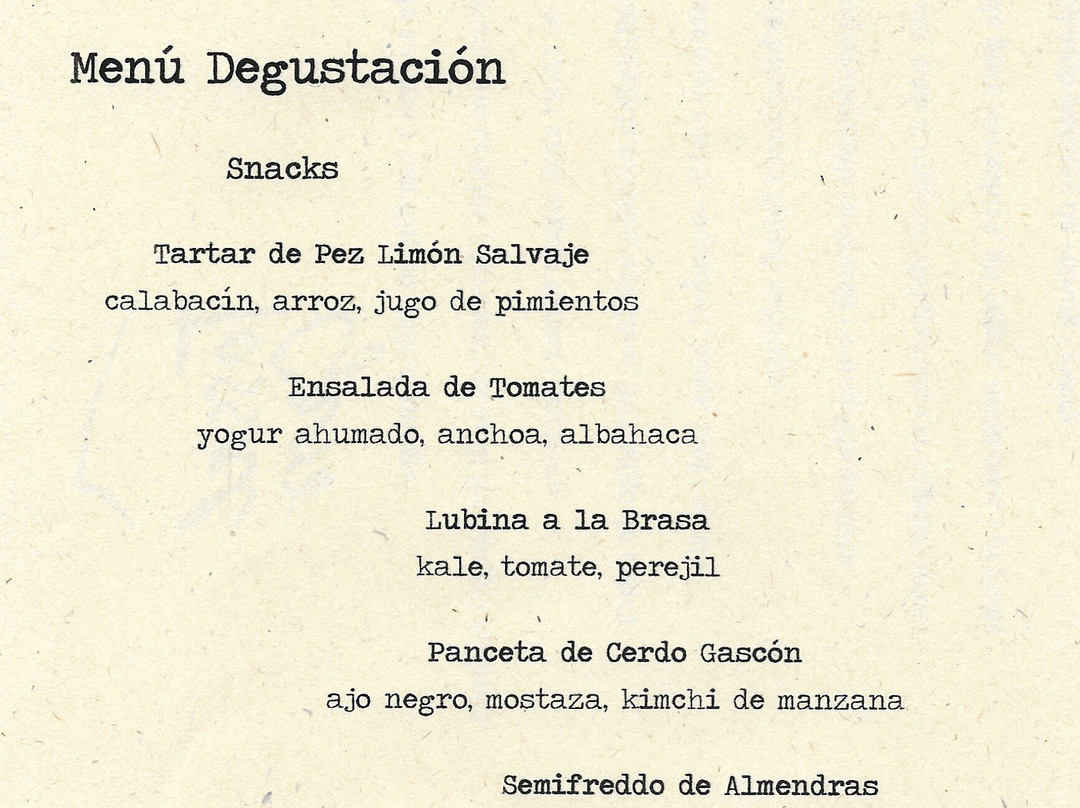 Menú Degustación
Snacks
Tartar de Pez Limón Salvaje
calabacín, arroz, jugo de pimientos
Ensalada de Tomates
yogur ahumado, anchoa, albahaca
Lubina a la Brasa
kale, tomate, perejil
Panceta de Cerdo Gascón
ajo negro, mostaza, kimchi de manzana
Semifreddo de Almendras